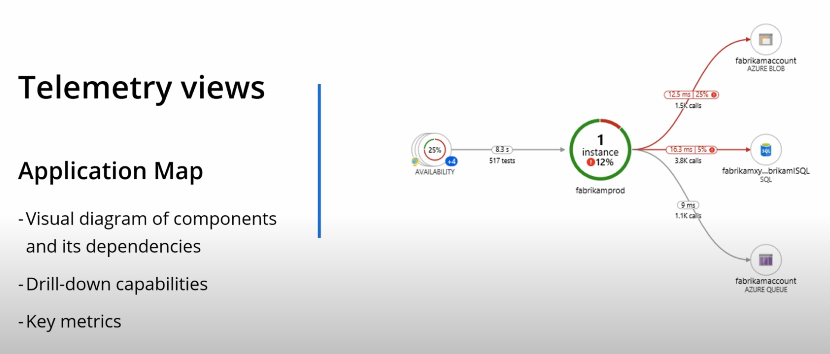 Telemetry views
Application Map
- Visual diagram of components
and its dependencies
- Drill-down capabilities
- Key metrics
25%
+4
AVAILABILITY
8.3 s
517 tests
1
instance
12%
fabrikamprod
12.5 ms | 25%
1.5K calls
fabrikamaccount
AZURE BLOB
16.3 ms | 5%
3.8K calls
SQL
fabrikamxy...brikamISQL
SQL
9 ms
1.1K calls
fabrikamaccount
AZURE QUEUE